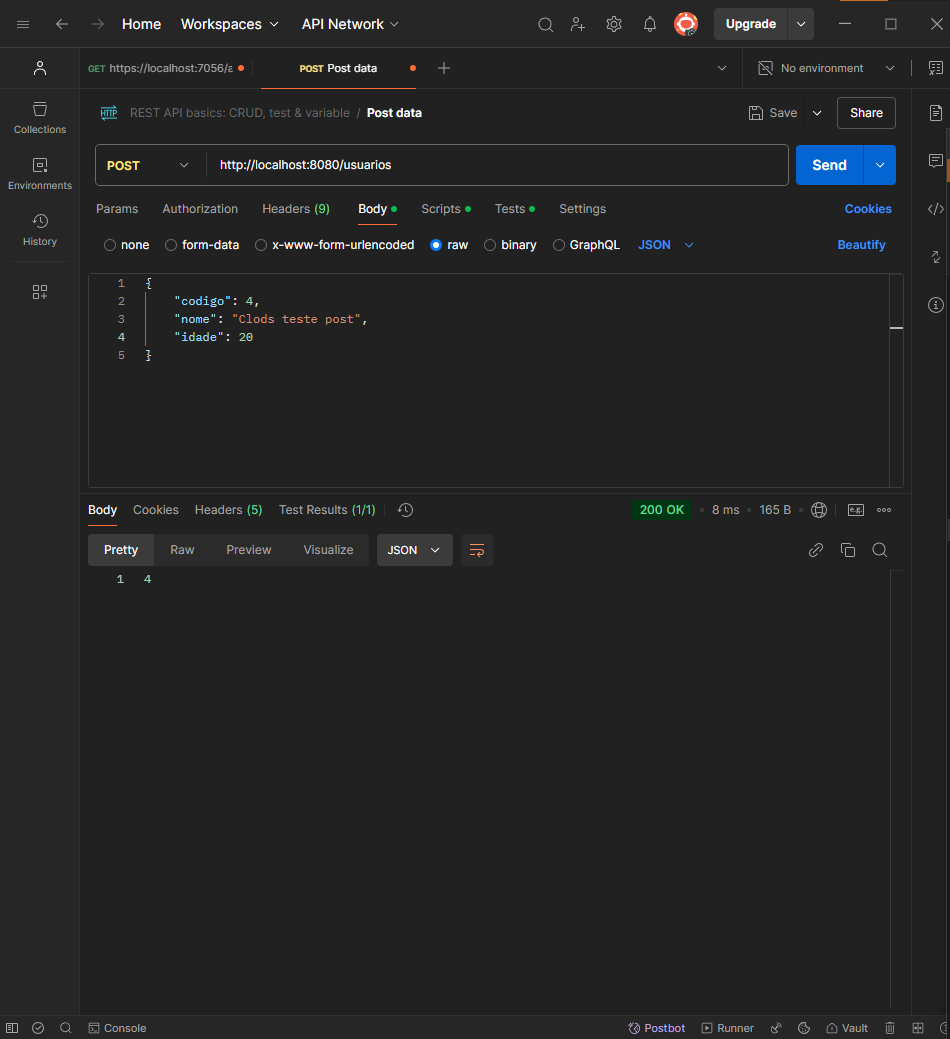 Home Workspaces API Network Upgrade
GET https://localhost:7056/a POST Post data No environment
REST API basics: CRUD, test & variable / Post data Save Share
POST http://localhost:8080/usuarios Send
Params Authorization Headers (9) Body Scripts Tests Settings Cookies
none form-data x-www-form-urlencoded raw binary GraphQL JSON Beautify
1 {
2 "codigo": 4,
3 "nome": "Clods teste post",
4 "idade": 20
5 }
Collections
Environments
History
Body Cookies Headers (5) Test Results (1/1) 200 OK 8 ms 165 B e.g.
Pretty Raw Preview Visualize JSON
1 4
Console Postbot Runner Vault